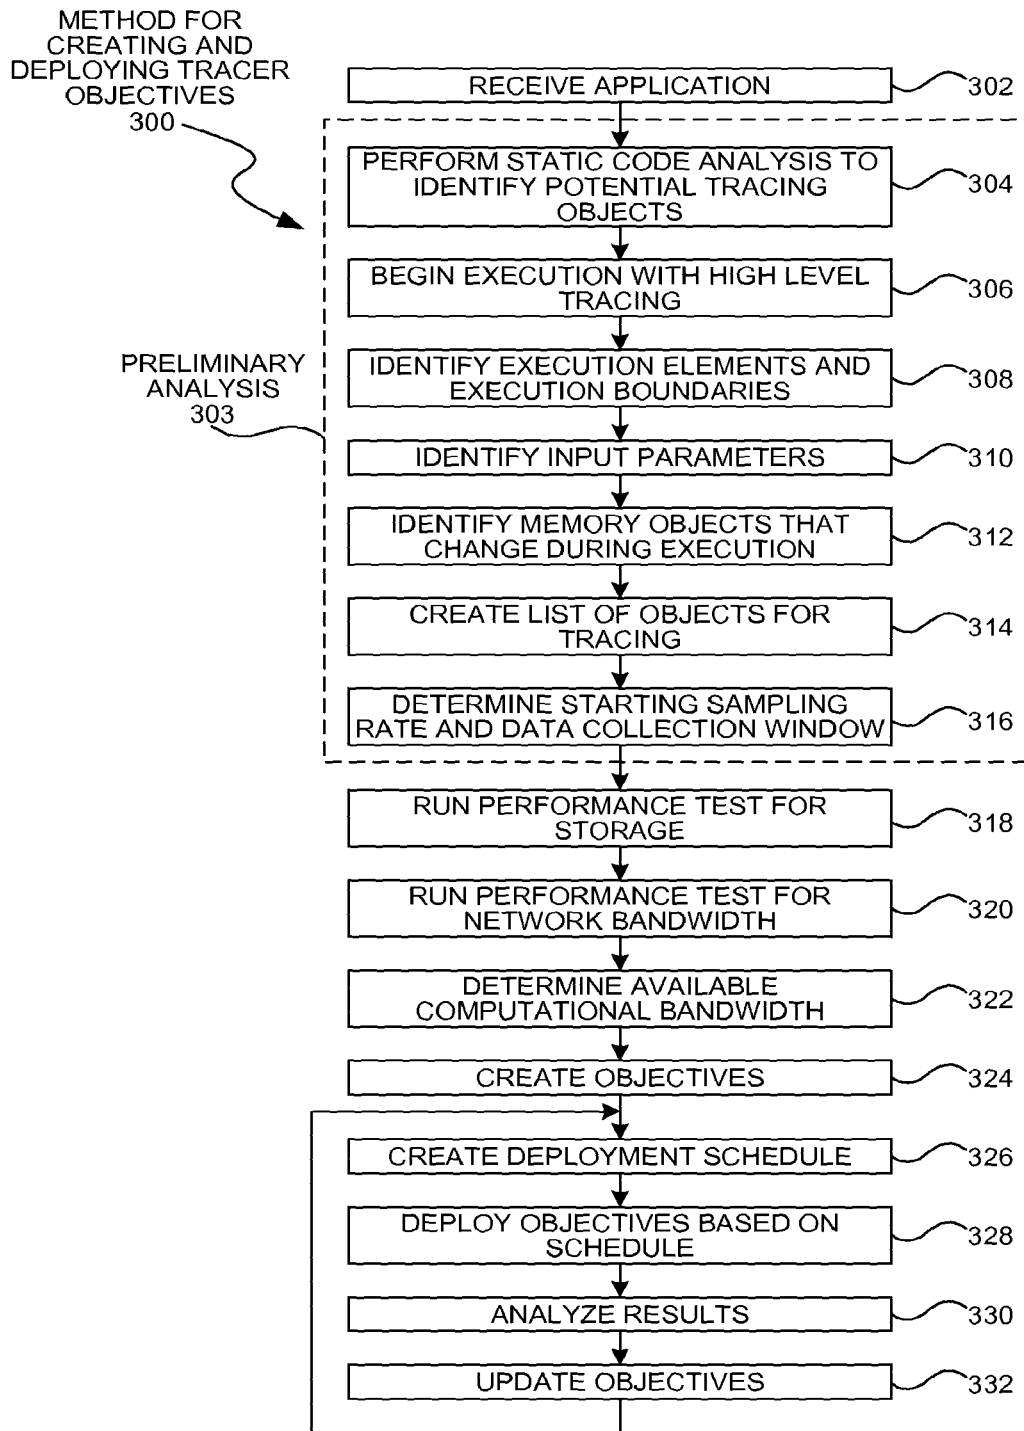 METHOD FOR
CREATING AND
DEPLOYING TRACER
OBJECTIVES
300
RECEIVE APPLICATION
302
PERFORM STATIC CODE ANALYSIS TO
IDENTIFY POTENTIAL TRACING
OBJECTS
304
BEGIN EXECUTION WITH HIGH LEVEL
TRACING
306
PRELIMINARY
ANALYSIS
303
IDENTIFY EXECUTION ELEMENTS AND
EXECUTION BOUNDARIES
308
IDENTIFY INPUT PARAMETERS
310
IDENTIFY MEMORY OBJECTS THAT
CHANGE DURING EXECUTION
312
CREATE LIST OF OBJECTS FOR
TRACING
314
DETERMINE STARTING SAMPLING
RATE AND DATA COLLECTION WINDOW
316
RUN PERFORMANCE TEST FOR
STORAGE
318
RUN PERFORMANCE TEST FOR
NETWORK BANDWIDTH
320
DETERMINE AVAILABLE
COMPUTATIONAL BANDWIDTH
322
CREATE OBJECTIVES
324
CREATE DEPLOYMENT SCHEDULE
326
DEPLOY OBJECTIVES BASED ON
SCHEDULE
328
ANALYZE RESULTS
330
UPDATE OBJECTIVES
332